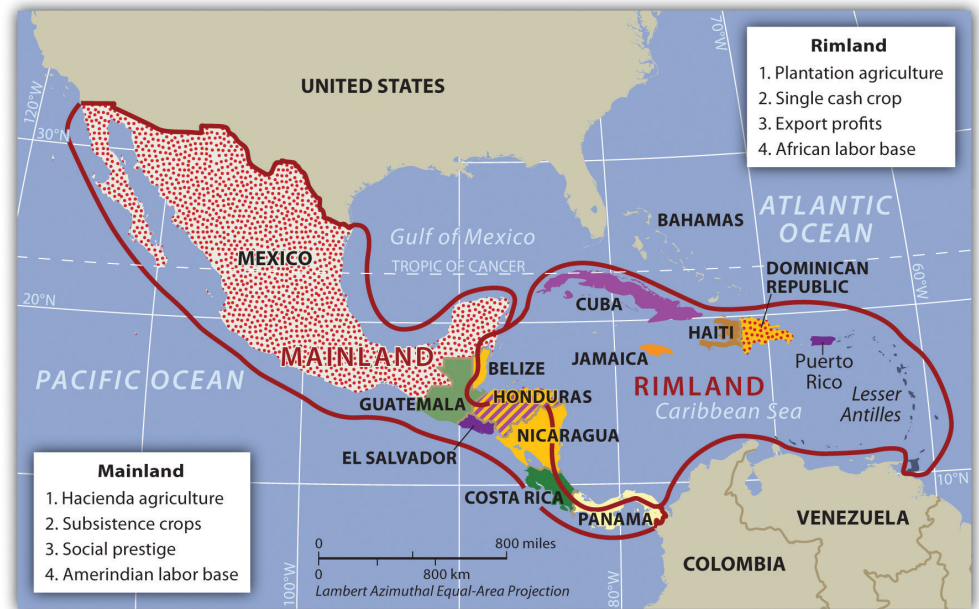 Rimland
1. Plantation agriculture
2. Single cash crop
3. Export profits
4. African labor base
70°W
120°W
30°N
UNITED STATES
ATLANTIC
OCEAN
BAHAMAS
Gulf of Mexico
TROPIC OF CANCER
MEXICO
DOMINICAN
REPUBLIC
60°W
20°N
CUBA
HAITI
MAINLAND
JAMAICA
Puerto
Rico
BELIZE
PACIFIC OCEAN
RIMLAND
Lesser
Antilles
HONDURAS
GUATEMALA
Caribbean Sea
NICARAGUA
EL SALVADOR
Mainland
1. Hacienda agriculture
2. Subsistence crops
3. Social prestige
4. Amerindian labor base
10°N
COSTA RICA
PANAMA
VENEZUELA
COLOMBIA
0 800 miles
0 800 km
Lambert Azimuthal Equal-Area Projection
100°W
80°W